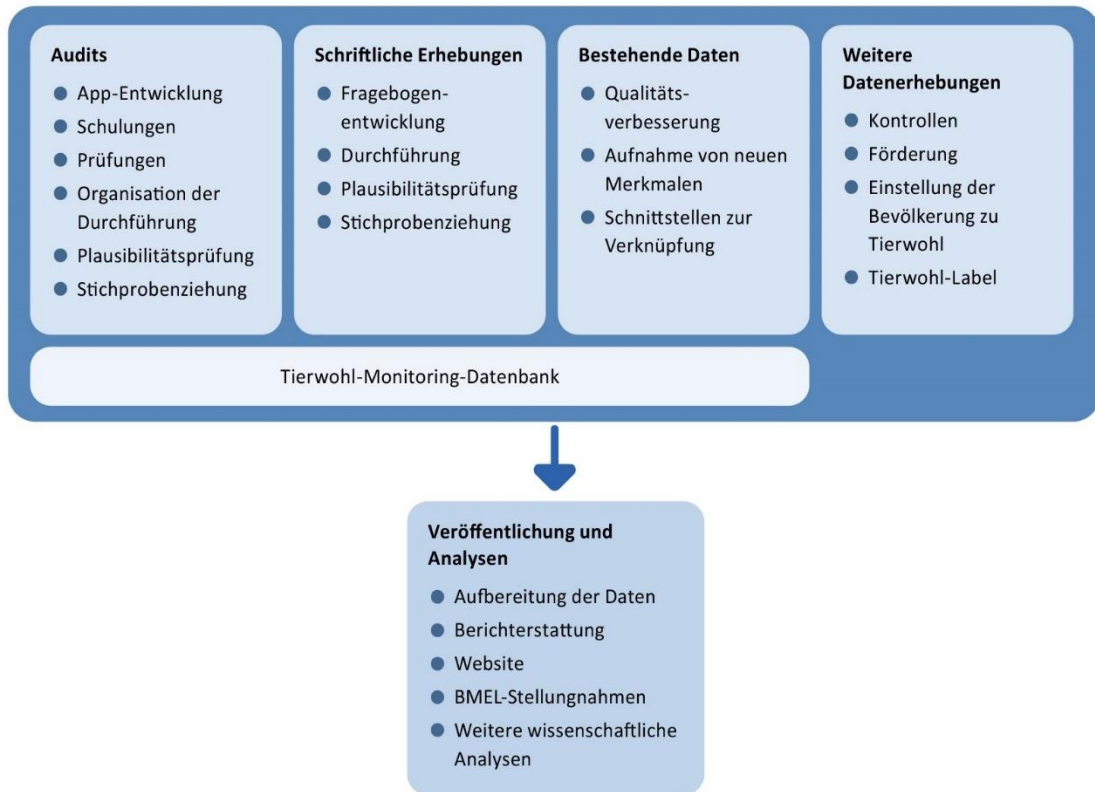 Audits
App-Entwicklung
Schulungen
Prüfungen
Organisation der
Durchführung
Plausibilitätsprüfung
Stichprobenziehung
Schriftliche Erhebungen
Fragebogen-
entwicklung
Durchführung
Plausibilitätsprüfung
Stichprobenziehung
Bestehende Daten
Qualitäts-
verbesserung
Aufnahme von neuen
Merkmalen
Schnittstellen zur
Verknüpfung
Weitere
Datenerhebungen
Kontrollen
Förderung
Einstellung der
Bevölkerung zu
Tierwohl
Tierwohl-Label
Tierwohl-Monitoring-Datenbank
Veröffentlichung und
Analysen
Aufbereitung der Daten
Berichterstattung
Website
BMEL-Stellungnahmen
Weitere wissenschaftliche
Analysen